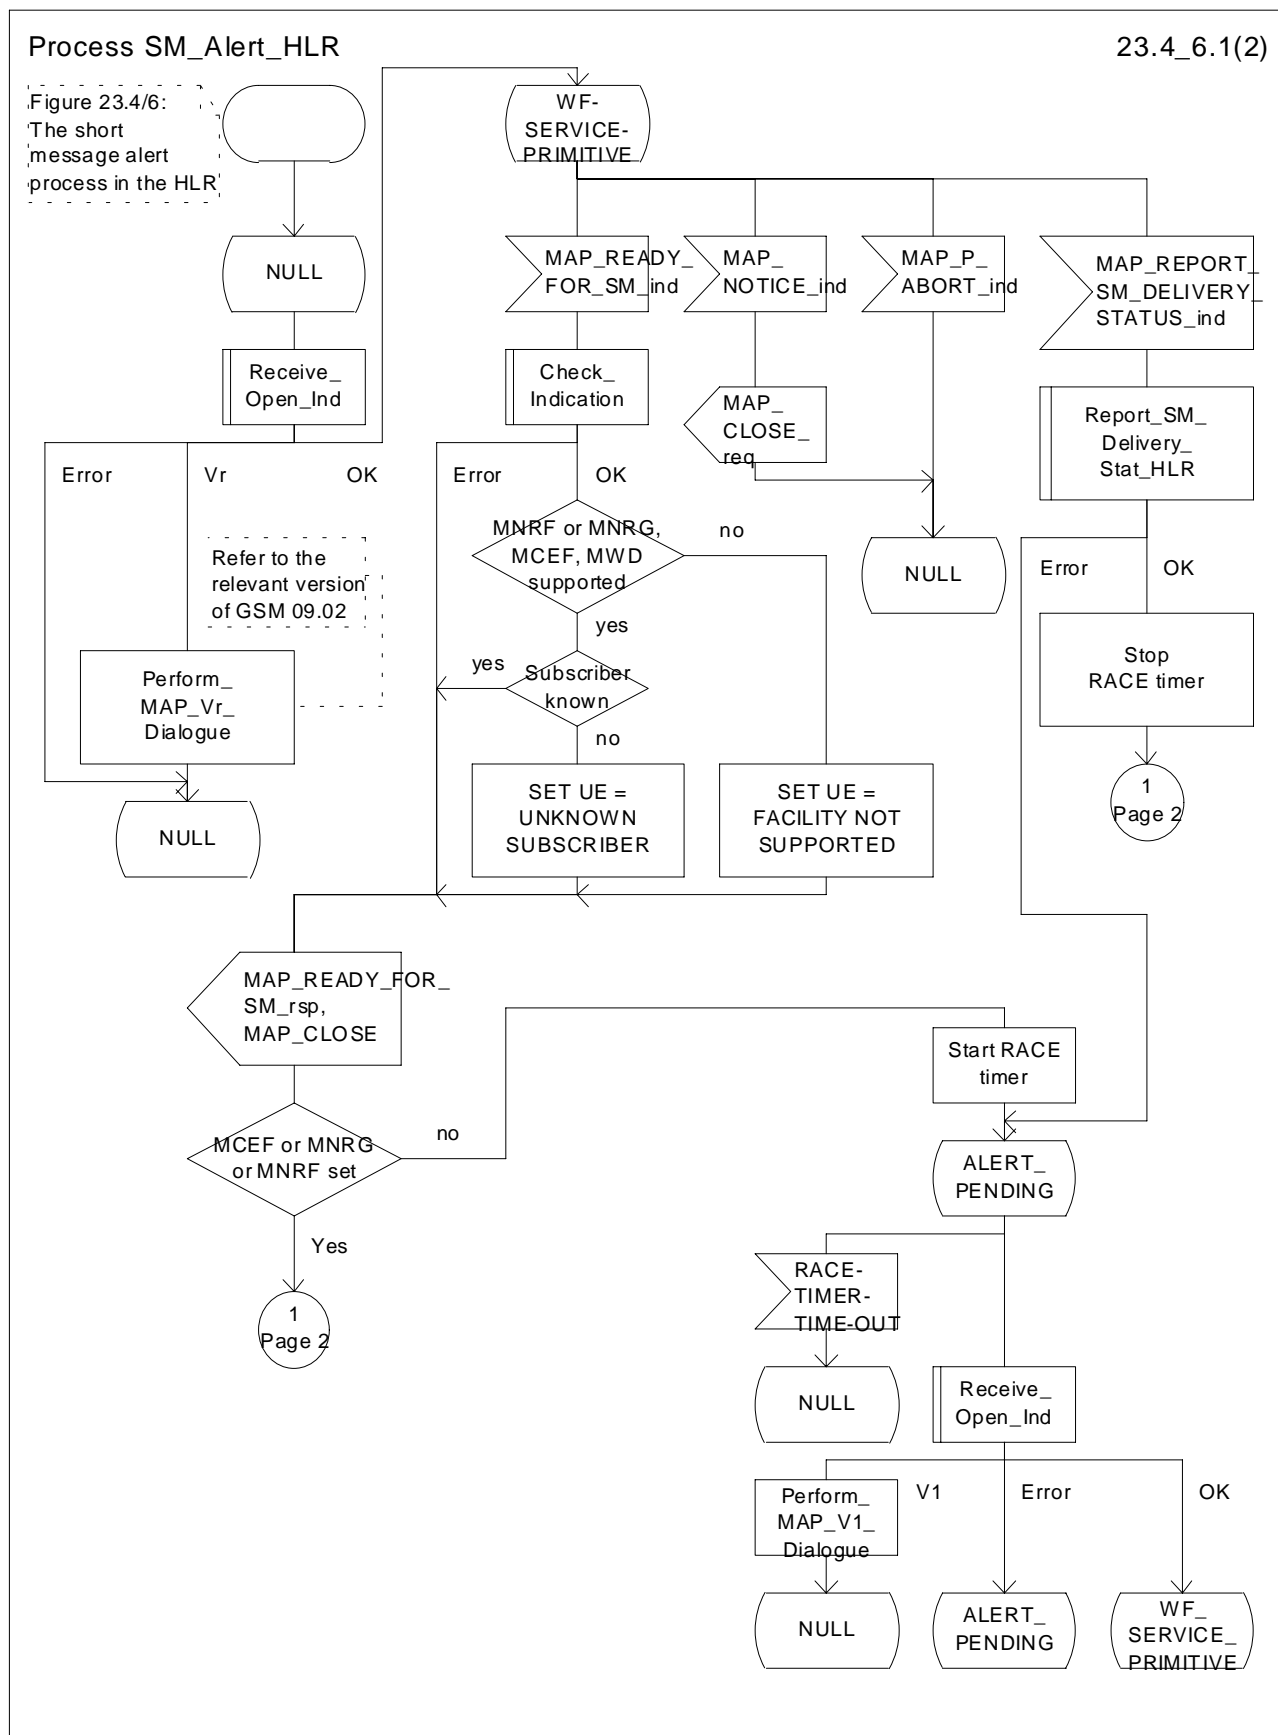 Process SM_Alert_HLR
23.4_6.1(2)
Figure 23.4/6:
The short
message alert
process in the HLR
WF-
SERVICE-
PRIMITIVE
NULL
MAP_READY_
FOR_SM_ind
MAP_
NOTICE_ind
MAP_P_
ABORT_ind
MAP_REPORT_
SM_DELIVERY_
STATUS_ind
Receive_
Open_Ind
Check_
Indication
MAP_
CLOSE_
req
Report_SM_
Delivery_
Stat_HLR
Error
Vr
OK
Error
OK
MNRF or MNRG,
MCEF, MWD
supported
no
NULL
Error
OK
Refer to the
relevant version
of GSM 09.02
yes
Perform_
MAP_Vr_
Dialogue
yes
Subscriber
known
no
Stop
RACE timer
NULL
SET UE =
UNKNOWN
SUBSCRIBER
SET UE =
FACILITY NOT
SUPPORTED
1
Page 2
MAP_READY_FOR_
SM_rsp,
MAP_CLOSE
Start RACE
timer
MCEF or MNRG
or MNRF set
no
ALERT_
PENDING
Yes
RACE-
TIMER-
TIME-OUT
1
Page 2
NULL
Receive_
Open_Ind
Perform_
MAP_V1_
Dialogue
V1
Error
OK
NULL
ALERT_
PENDING
WF_
SERVICE_
PRIMITIVE